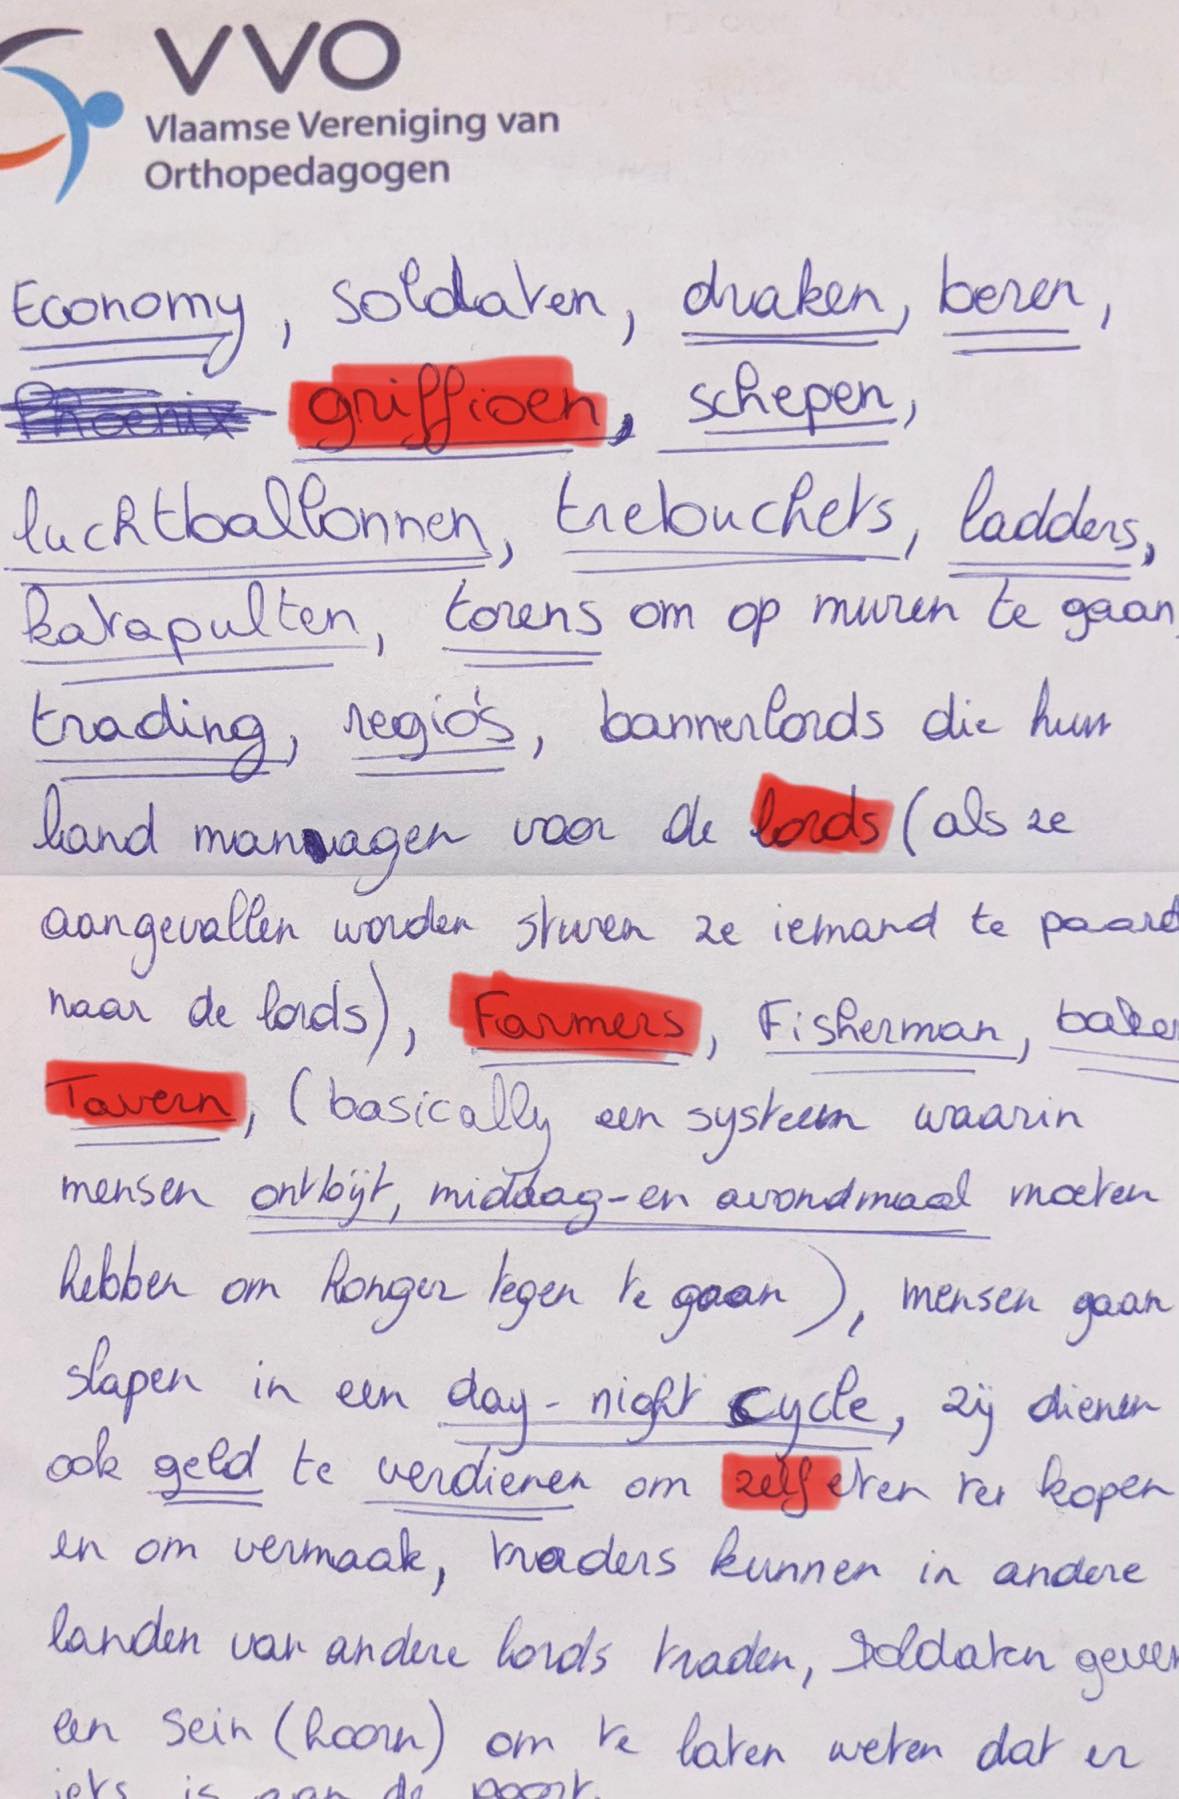 VVO
Vlaamse Vereniging van
Orthopedagogen
Economy, soldaten, draken, beren,
Phoenix griffioen, schepen,
luchtballonnen, trebuchets, ladders,
katapulten, torens om op muren te gaan,
trading, regio's, bannerlords die hun
land managen voor de lords (als ze
aangevallen worden sturen ze iemand te paard
naar de lords), Farmers, Fisherman, baker
Tavern, (basically een systeem waarin
mensen ontbijt, middag-en avondmaal moeten
hebben om honger tegen te gaan), mensen gaan
slapen in een day-night cycle, zij dienen
ook geld te verdienen om zelf eten te kopen
en om vermaak, traders kunnen in andere
landen van andere lords traden, Soldaten geven
een sein (hoorn) om te laten weten dat er
iets is aan de poort.